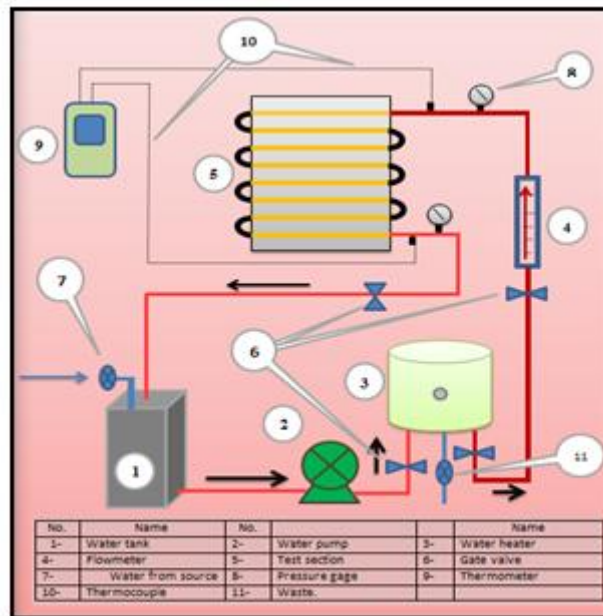 10
8
9
5
4
7
6
3
2
1
11
No. Name No. Name
1- Water tank 2- Water pump 3- Water heater
4- Flowmeter 5- Test section 6- Gate valve
7- Water from source 8- Pressure gage 9- Thermometer
10- Thermocouple 11- Waste.